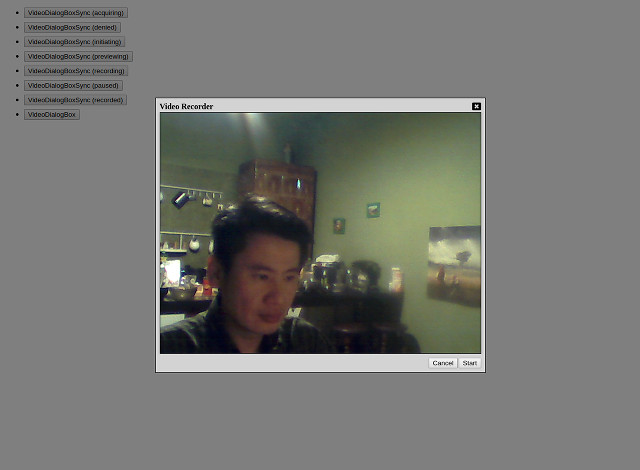 VideoDialogBoxSync (acquiring)
VideoDialogBoxSync (denied)
VideoDialogBoxSync (initiating)
VideoDialogBoxSync (previewing)
VideoDialogBoxSync (recording)
VideoDialogBoxSync (paused)
VideoDialogBoxSync (recorded)
VideoDialogBox
Video Recorder
Cancel Start